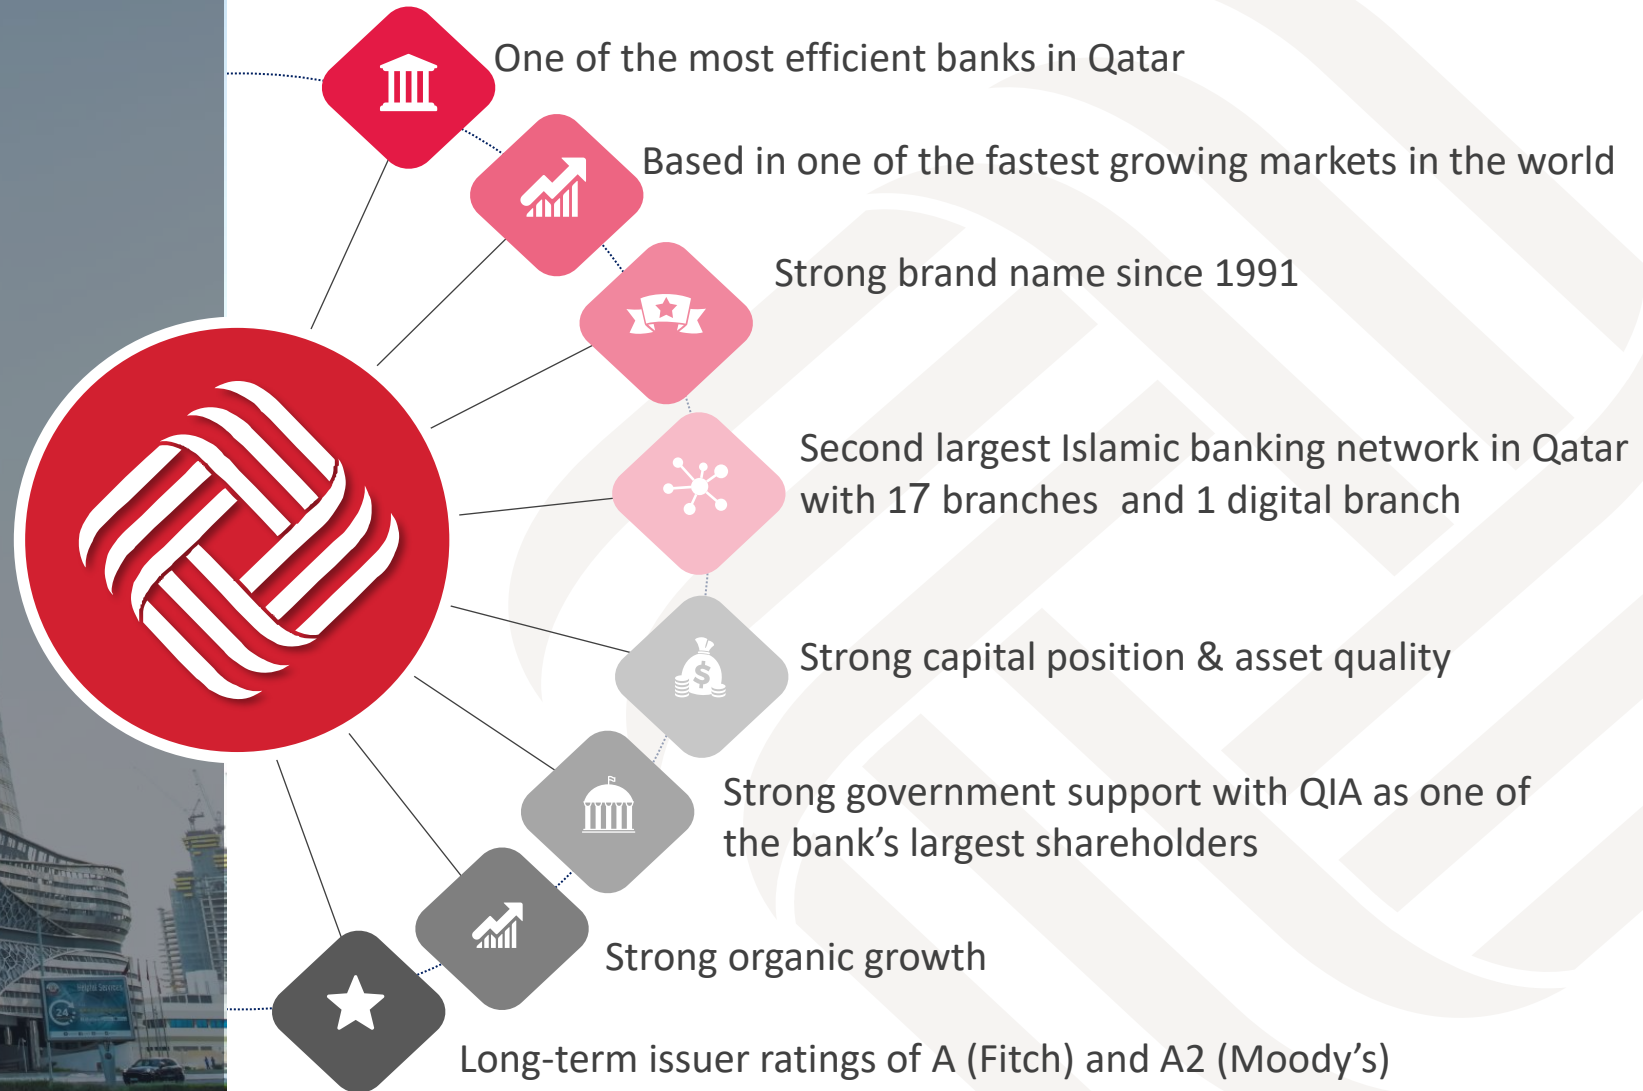 One of the most efficient banks in Qatar
Based in one of the fastest growing markets in the world
Strong brand name since 1991
Second largest Islamic banking network in Qatar
with 17 branches and 1 digital branch
$
Strong capital position & asset quality
Strong government support with QIA as one of
the bank’s largest shareholders
Strong organic growth
24
Long-term issuer ratings of A (Fitch) and A2 (Moody’s)